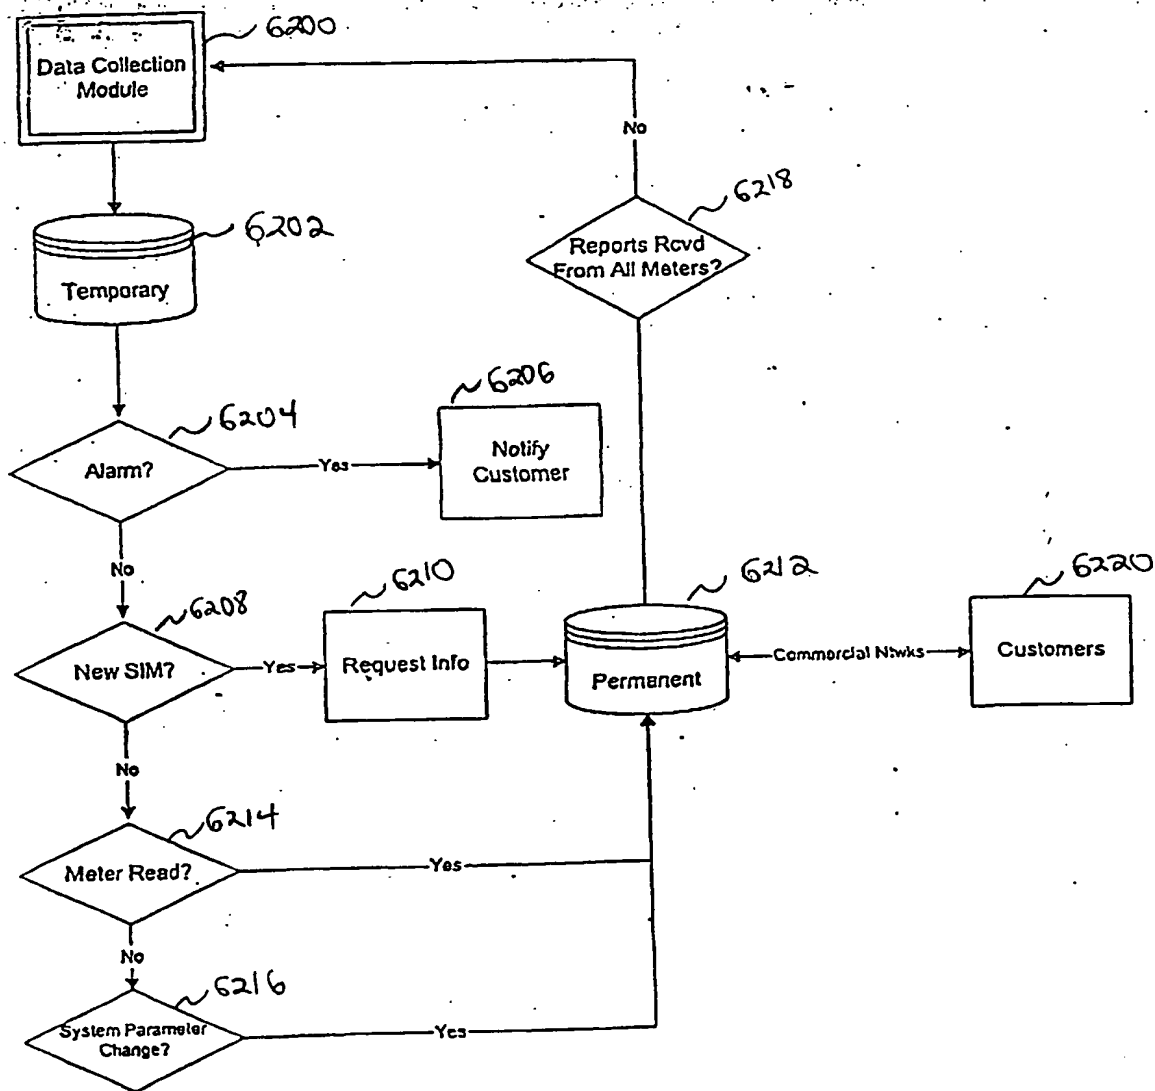 6200
Data Collection
Module
No
6218
6202
Reports Rcvd
From All Meters?
Temporary
6206
6204
Notify
Customer
Alarm?
Yes
No
6210
6212
6220
6208
Request Info
Commercial Ntwks
Customers
New SIM?
Yes
Permanent
No
6214
Meter Read?
Yes
No
6216
System Parameter
Change?
Yes